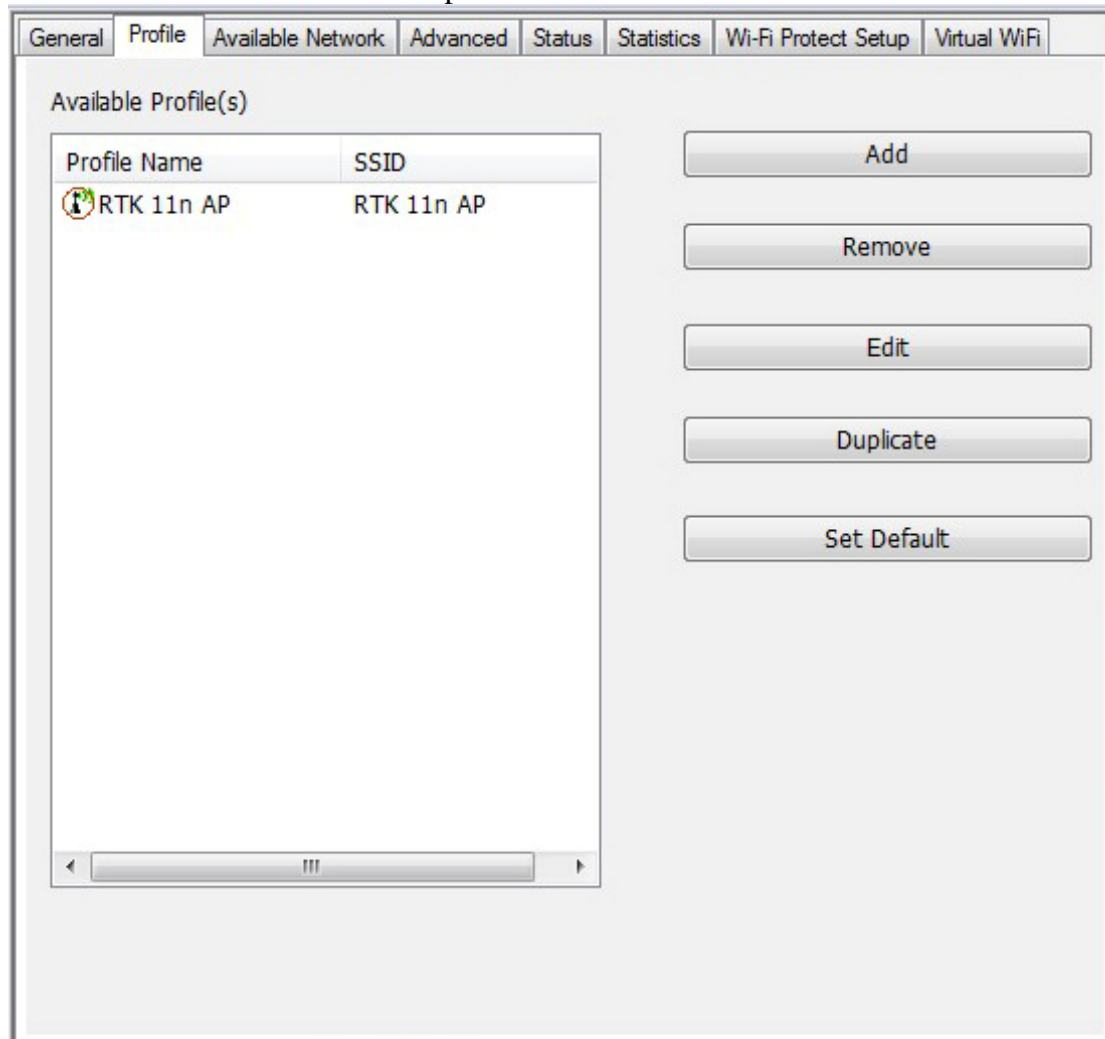 General Profile Available Network Advanced Status Statistics Wi-Fi Protect Setup Virtual WiFi
Available Profile(s)
Profile Name SSID
RTK 11n AP RTK 11n AP
Add
Remove
Edit
Duplicate
Set Default